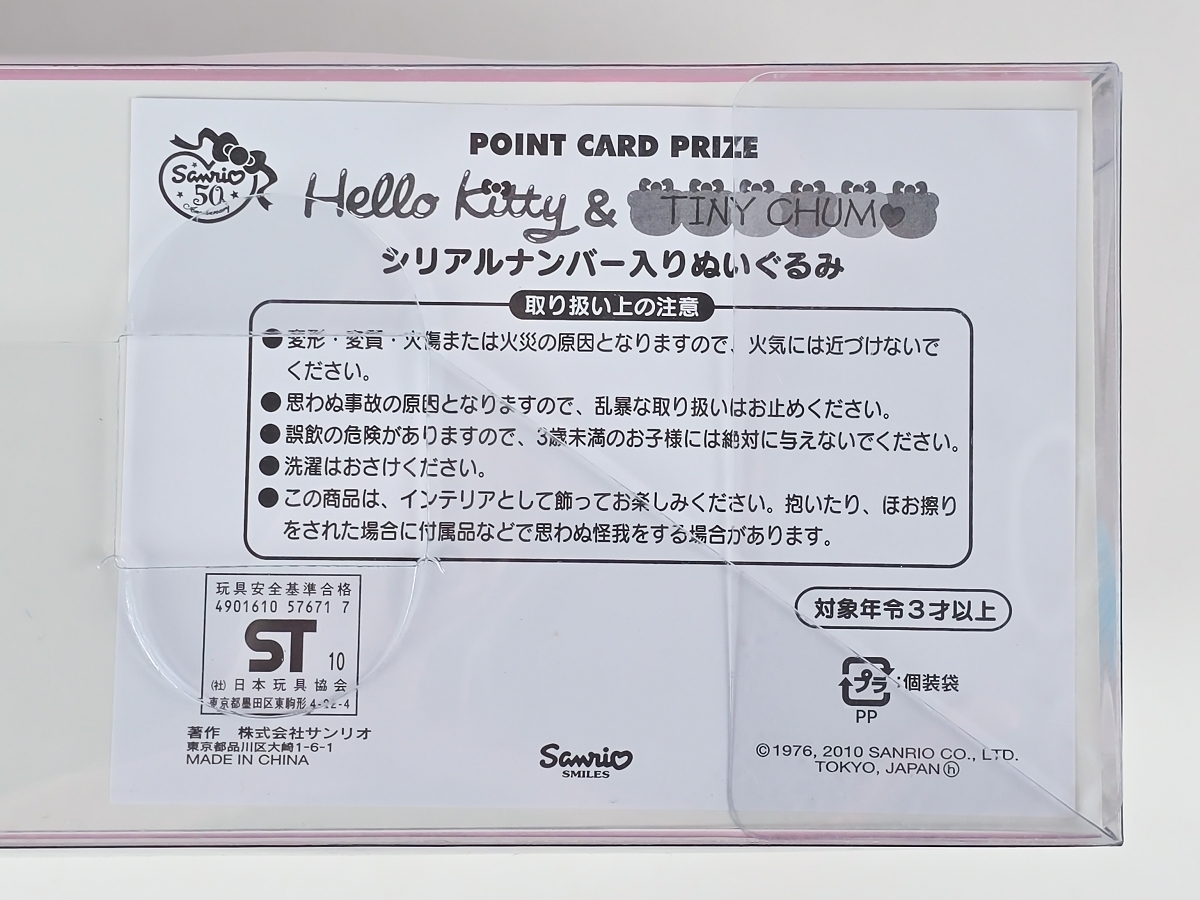 Sanrio
50
Anniversary
POINT CARD PRIZE
Hello Kitty & TINY CHUM♥
シリアルナンバー入りぬいぐるみ
取り扱い上の注意
●変形・変質・火傷または火災の原因となりますので、火気には近づけないで
ください。
●思わぬ事故の原因となりますので、乱暴な取り扱いはお止めください。
●誤飲の危険がありますので、3歳未満のお子様には絶対に与えないでください。
●洗濯はおさけください。
●この商品は、インテリアとして飾ってお楽しみください。抱いたり、ほお擦り
をされた場合に付属品などで思わぬ怪我をする場合があります。
玩具安全基準合格
4901610 57671 7
ST 10
(社)日本玩具協会
東京都墨田区東駒形4-22-4
著作 株式会社サンリオ
東京都品川区大崎1-6-1
MADE IN CHINA
Sanrio
SMILES
対象年令3才以上
プラ:個装袋
PP
©1976, 2010 SANRIO CO., LTD.
TOKYO, JAPAN ⓗ